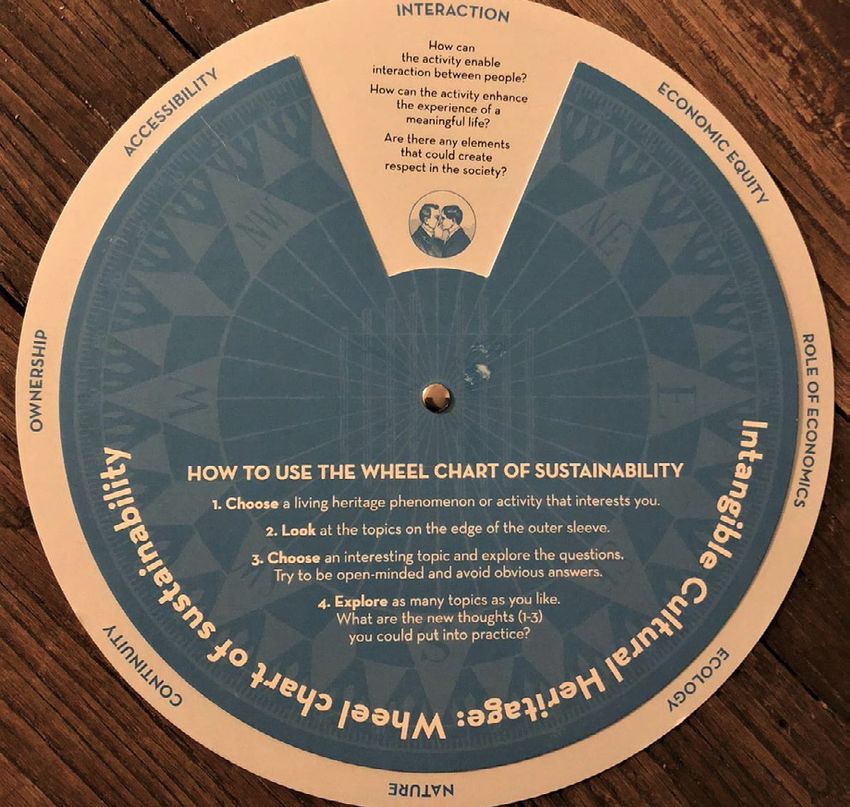 INTERACTION
How can
the activity enable
interaction between people?
How can the activity enhance
the experience of a
meaningful life?
Are there any elements
that could create
respect in the society?
ECONOMIC EQUITY
ROLE OF ECONOMICS
ECOLOGY
NATURE
CONTINUITY
OWNERSHIP
ACCESSIBILITY
NW
NE
W
E
HOW TO USE THE WHEEL CHART OF SUSTAINABILITY
1. Choose a living heritage phenomenon or activity that interests you.
2. Look at the topics on the edge of the outer sleeve.
3. Choose an interesting topic and explore the questions.
Try to be open-minded and avoid obvious answers.
4. Explore as many topics as you like.
What are the new thoughts (1-3)
you could put into practice?
S
Intangible Cultural Heritage: Wheel chart of sustainability